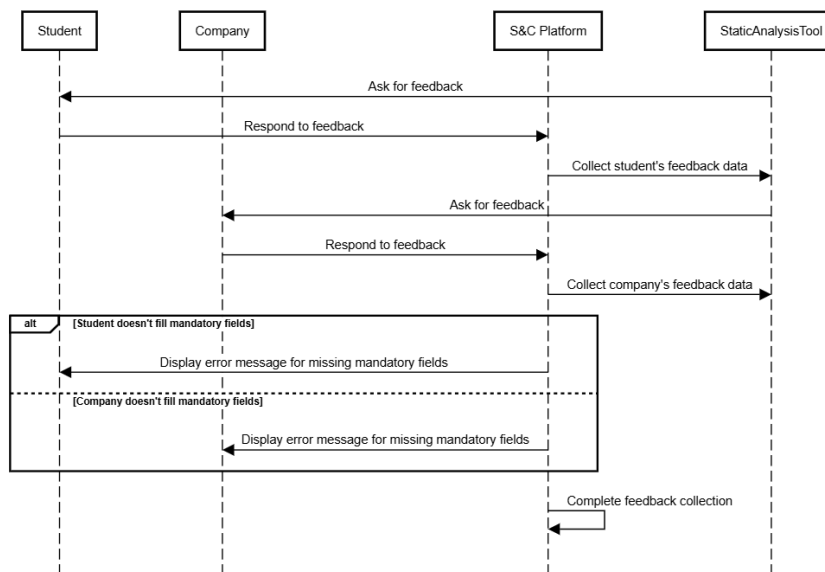 Student
Company
S&C Platform
StaticAnalysisTool
Ask for feedback
Respond to feedback
Collect student's feedback data
Ask for feedback
Respond to feedback
Collect company's feedback data
alt
[Student doesn't fill mandatory fields]
Display error message for missing mandatory fields
[Company doesn't fill mandatory fields]
Display error message for missing mandatory fields
Complete feedback collection